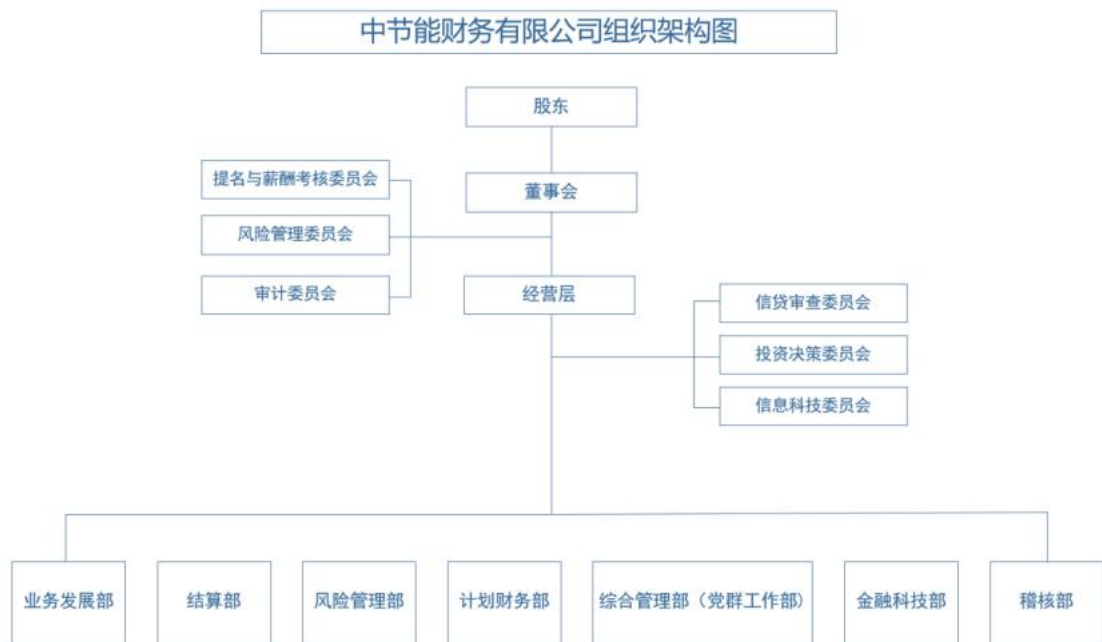 中节能财务有限公司组织架构图
股东
董事会
提名与薪酬考核委员会
风险管理委员会
审计委员会
经营层
信贷审查委员会
投资决策委员会
信息科技委员会
业务发展部
结算部
风险管理部
计划财务部
综合管理部（党群工作部）
金融科技部
稽核部